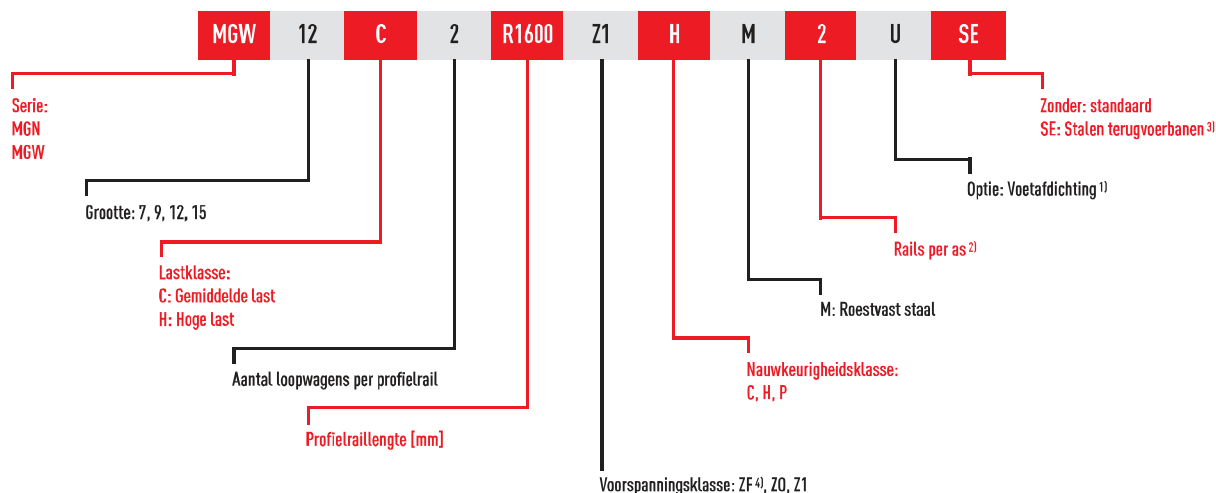 MGW 12 C 2 R1600 Z1 H M 2 U SE
Serie:
MGN
MGW
Zonder: standaard
SE: Stalen terugvoerbanen 3)
Optie: Voetafdichting 1)
Grootte: 7, 9, 12, 15
Rails per as 2)
Lastklasse:
C: Gemiddelde last
H: Hoge last
M: Roestvast staal
Aantal loopwagens per profielrail
Nauwkeurigheidsklasse:
C, H, P
Profielraillengte [mm]
Voorspanningsklasse: ZF 4), Z0, Z1